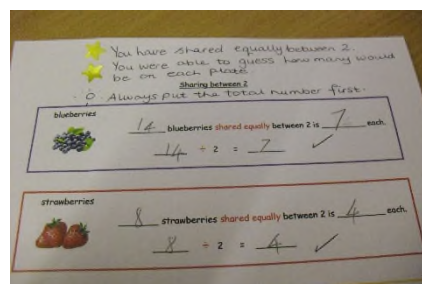 You have shared equally between 2.
You were able to guess how many would
be on each plate.
Sharing between 2
Always put the total number first.
blueberries
14 blueberries shared equally between 2 is 7 each.
14 ÷ 2 = 7 ✓
strawberries
8 strawberries shared equally between 2 is 4 each.
8 ÷ 2 = 4 ✓